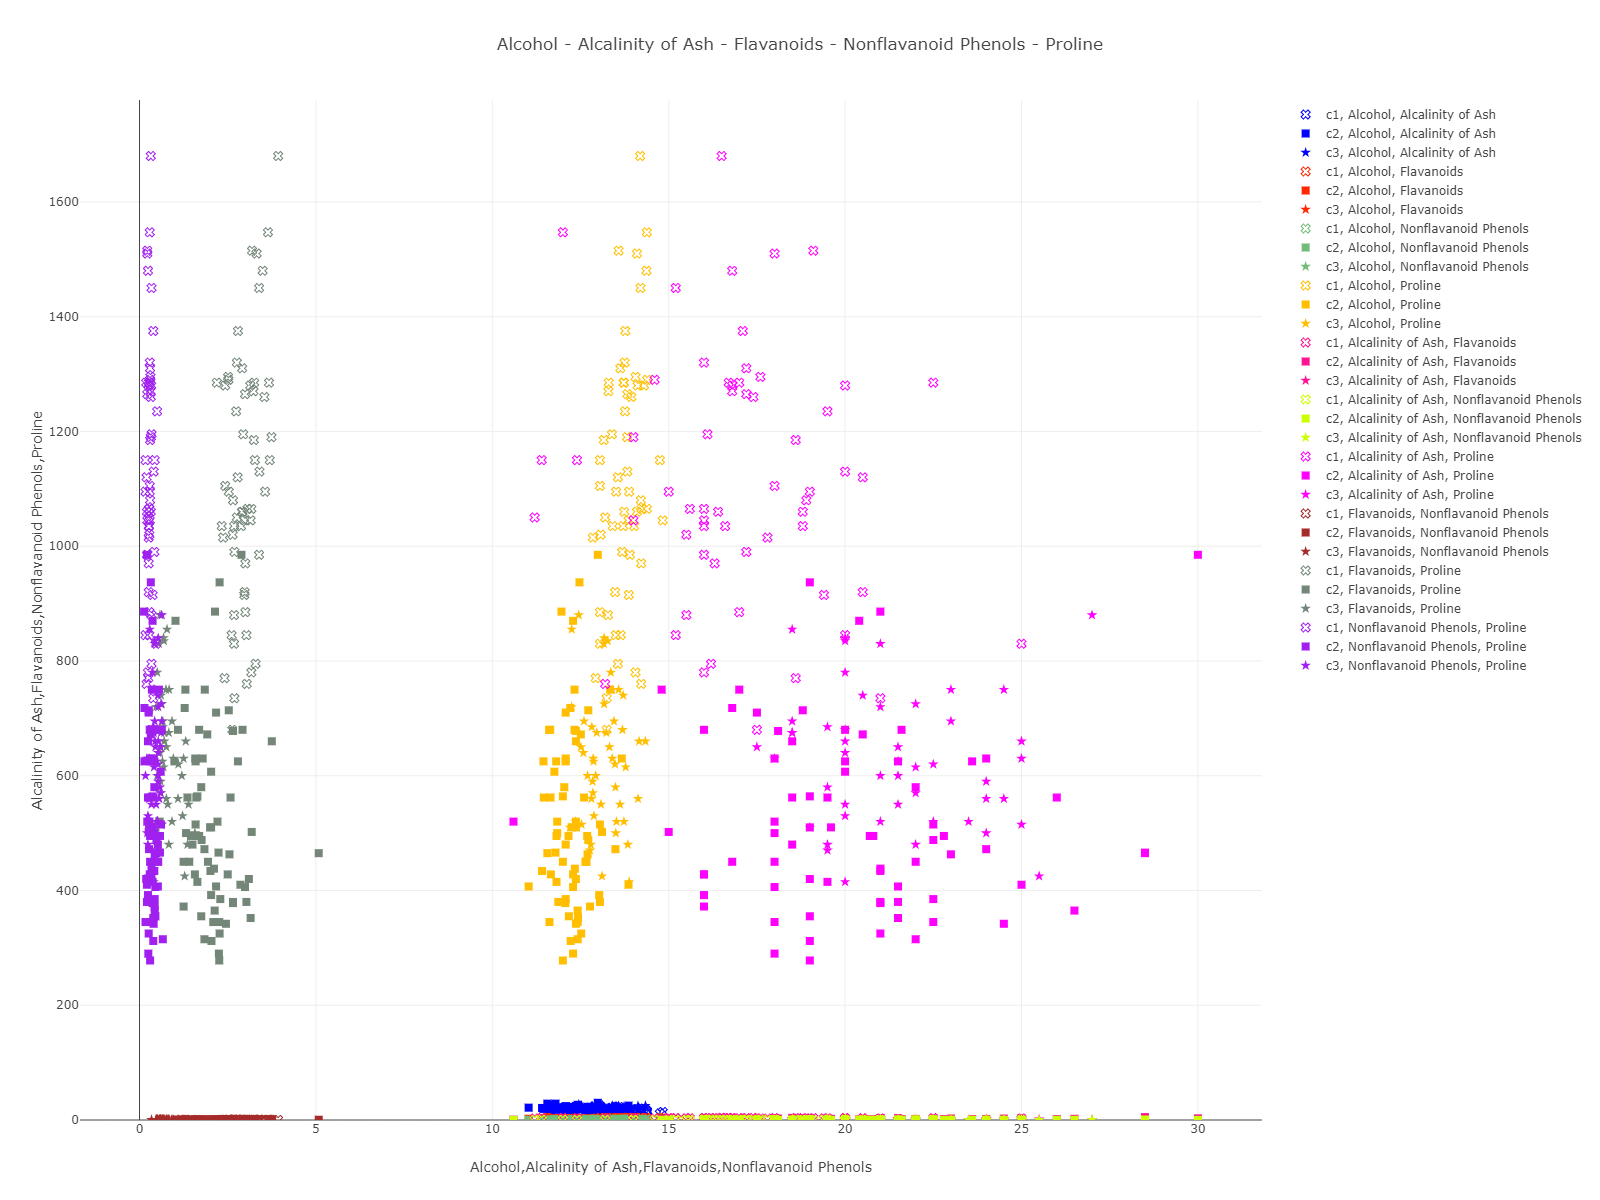 Alcohol - Alcalinity of Ash - Flavanoids - Nonflavanoid Phenols - Proline
c1, Alcohol, Alcalinity of Ash
c2, Alcohol, Alcalinity of Ash
c3, Alcohol, Alcalinity of Ash
c1, Alcohol, Flavanoids
c2, Alcohol, Flavanoids
c3, Alcohol, Flavanoids
c1, Alcohol, Nonflavanoid Phenols
c2, Alcohol, Nonflavanoid Phenols
c3, Alcohol, Nonflavanoid Phenols
c1, Alcohol, Proline
c2, Alcohol, Proline
c3, Alcohol, Proline
c1, Alcalinity of Ash, Flavanoids
c2, Alcalinity of Ash, Flavanoids
c3, Alcalinity of Ash, Flavanoids
c1, Alcalinity of Ash, Nonflavanoid Phenols
c2, Alcalinity of Ash, Nonflavanoid Phenols
c3, Alcalinity of Ash, Nonflavanoid Phenols
c1, Alcalinity of Ash, Proline
c2, Alcalinity of Ash, Proline
c3, Alcalinity of Ash, Proline
c1, Flavanoids, Nonflavanoid Phenols
c2, Flavanoids, Nonflavanoid Phenols
c3, Flavanoids, Nonflavanoid Phenols
c1, Flavanoids, Proline
c2, Flavanoids, Proline
c3, Flavanoids, Proline
c1, Nonflavanoid Phenols, Proline
c2, Nonflavanoid Phenols, Proline
c3, Nonflavanoid Phenols, Proline
1600
1400
1200
1000
800
600
400
200
0
Alcalinity of Ash,Flavanoids,Nonflavanoid Phenols,Proline
0 5 10 15 20 25 30
Alcohol,Alcalinity of Ash,Flavanoids,Nonflavanoid Phenols